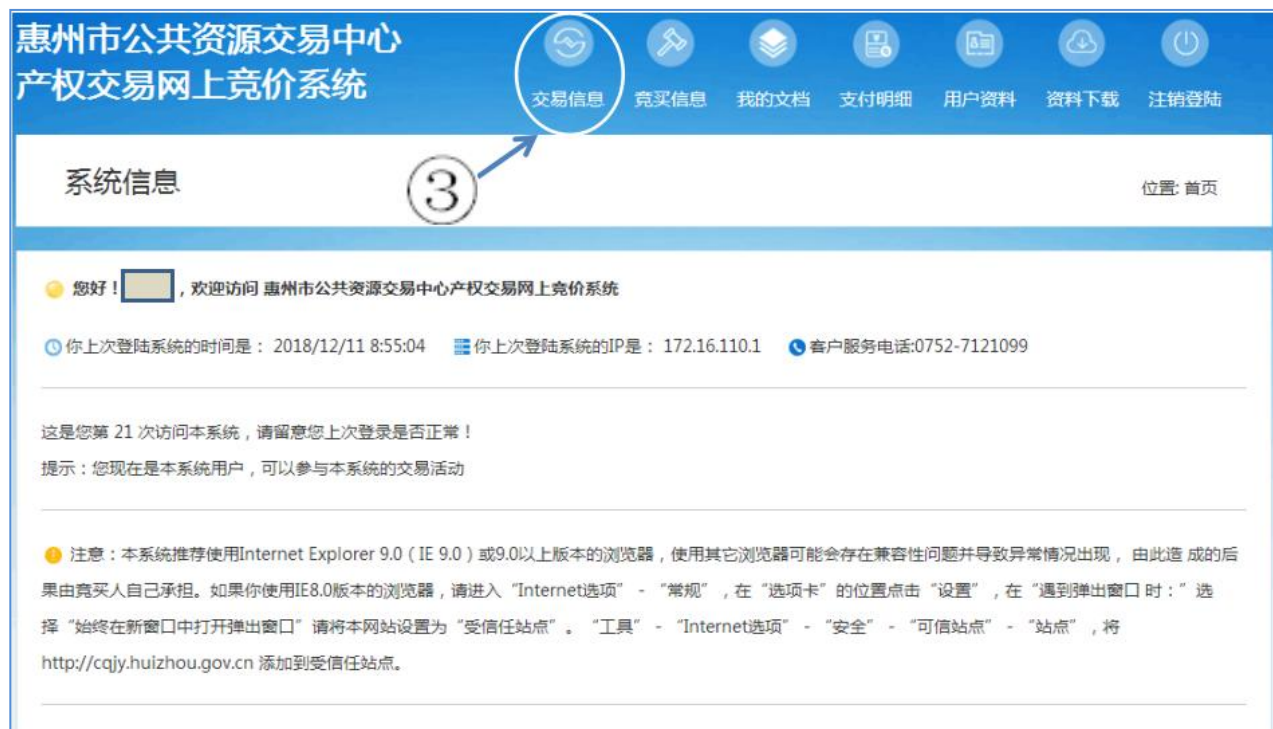 惠州市公共资源交易中心
产权交易网上竞价系统
交易信息
竞买信息
我的文档
支付明细
用户资料
资料下载
注销登陆
③
系统信息
位置: 首页
您好！ ，欢迎访问 惠州市公共资源交易中心产权交易网上竞价系统
你上次登陆系统的时间是： 2018/12/11 8:55:04 你上次登陆系统的IP是： 172.16.110.1 客户服务电话:0752-7121099
这是您第 21 次访问本系统，请留意您上次登录是否正常！
提示：您现在是本系统用户，可以参与本系统的交易活动
注意：本系统推荐使用Internet Explorer 9.0（IE 9.0）或9.0以上版本的浏览器，使用其它浏览器可能会存在兼容性问题并导致异常情况出现， 由此造 成的后
果由竞买人自己承担。如果你使用IE8.0版本的浏览器，请进入“Internet选项” - “常规”，在“选项卡”的位置点击“设置”，在“遇到弹出窗口 时：”选
择“始终在新窗口中打开弹出窗口”请将本网站设置为“受信任站点”。“工具” - “Internet选项” - “安全” - “可信站点” - “站点”，将
http://cqjy.huizhou.gov.cn 添加到受信任站点。